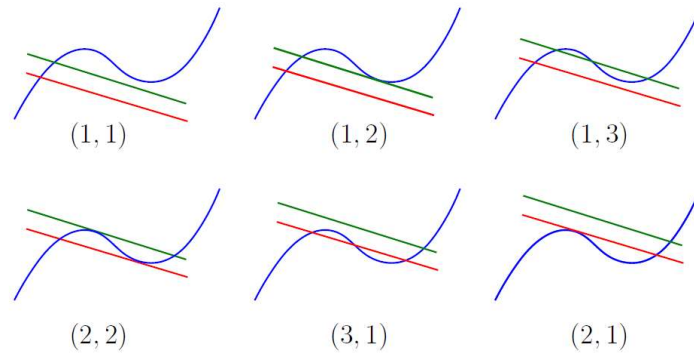 (1, 1) (1, 2) (1, 3)
(2, 2) (3, 1) (2, 1)